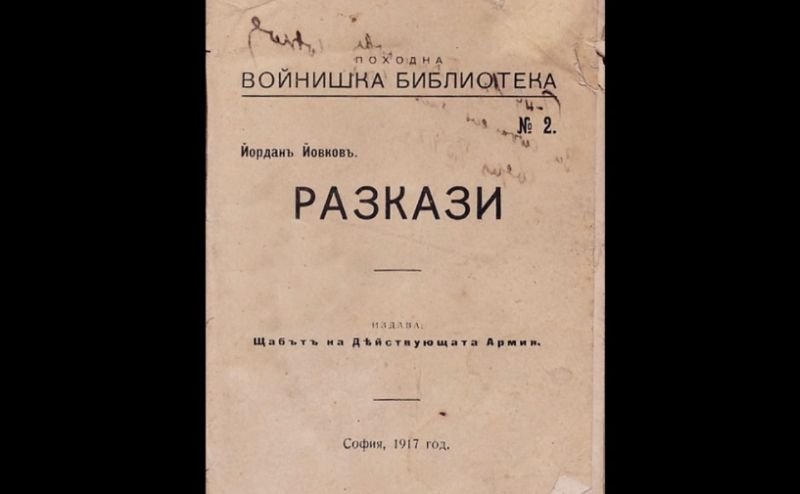 ПОХОДНА
ВОЙНИШКА БИБЛИОТЕКА
№ 2.
Йорданъ Йовковъ.
РАЗКАЗИ
ИЗДАВА:
Щабътъ на Дѣйствующата Армия.
София, 1917 год.